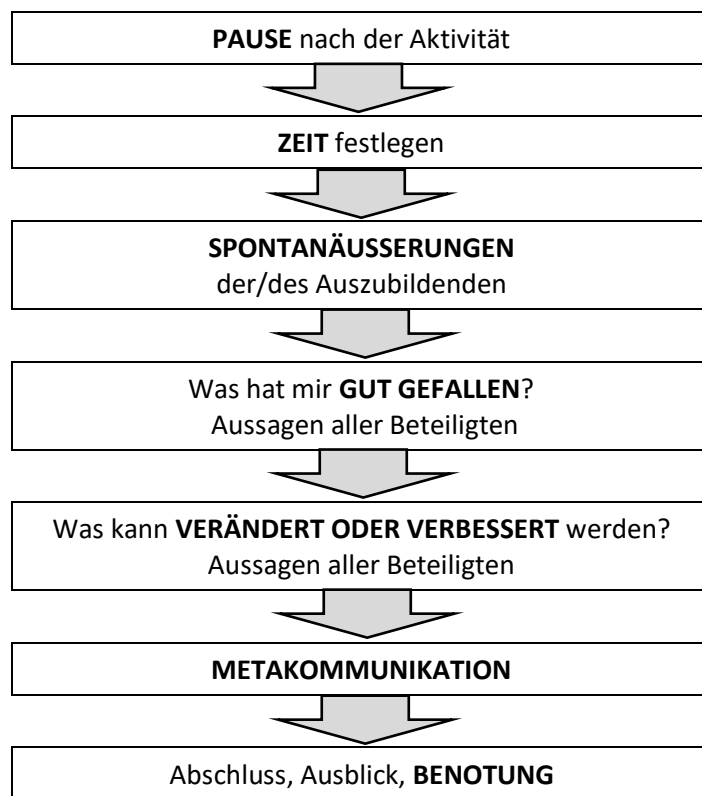 PAUSE nach der Aktivität
ZEIT festlegen
SPONTANÄUSSERUNGEN
der/des Auszubildenden
Was hat mir GUT GEFALLEN?
Aussagen aller Beteiligten
Was kann VERÄNDERT ODER VERBESSERT werden?
Aussagen aller Beteiligten
METAKOMMUNIKATION
Abschluss, Ausblick, BENOTUNG